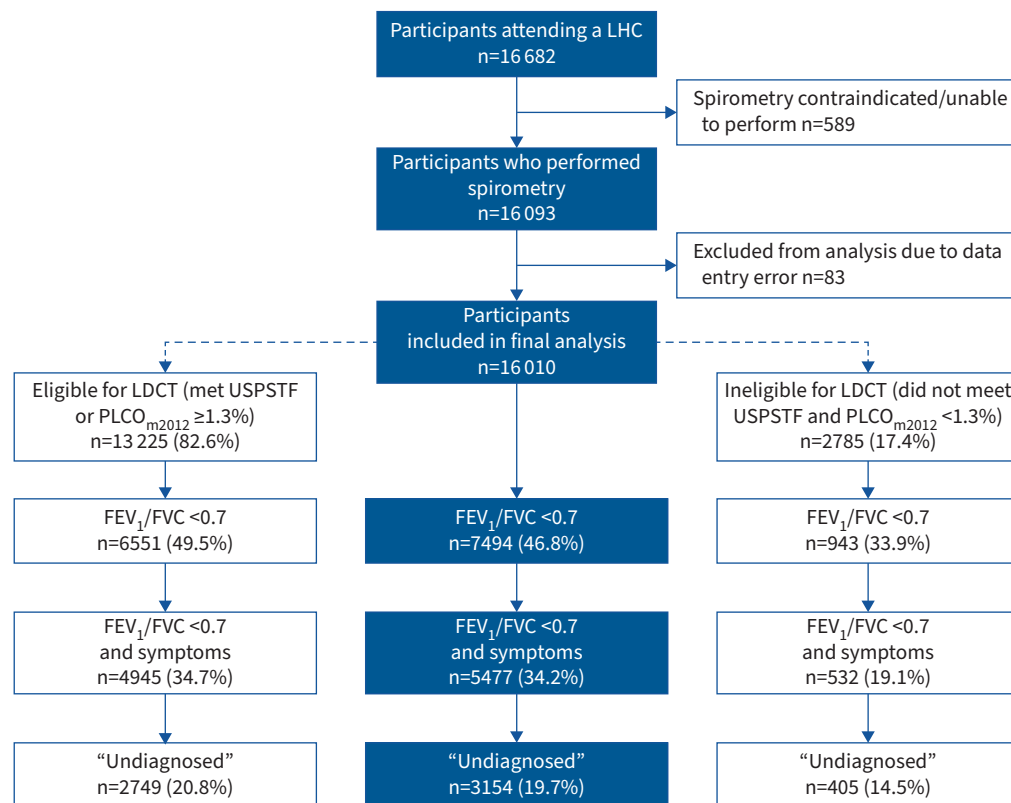 Participants attending a LHC
n=16 682
Spirometry contraindicated/unable
to perform n=589
Participants who performed
spirometry
n=16 093
Excluded from analysis due to data
entry error n=83
Participants
included in final analysis
n=16 010
Eligible for LDCT (met USPSTF
or PLCOm2012 ≥1.3%)
n=13 225 (82.6%)
Ineligible for LDCT (did not meet
USPSTF and PLCOm2012 <1.3%)
n=2785 (17.4%)
FEV1/FVC <0.7
n=6551 (49.5%)
FEV1/FVC <0.7
n=7494 (46.8%)
FEV1/FVC <0.7
n=943 (33.9%)
FEV1/FVC <0.7
and symptoms
n=4945 (34.7%)
FEV1/FVC <0.7
and symptoms
n=5477 (34.2%)
FEV1/FVC <0.7
and symptoms
n=532 (19.1%)
“Undiagnosed”
n=2749 (20.8%)
“Undiagnosed”
n=3154 (19.7%)
“Undiagnosed”
n=405 (14.5%)